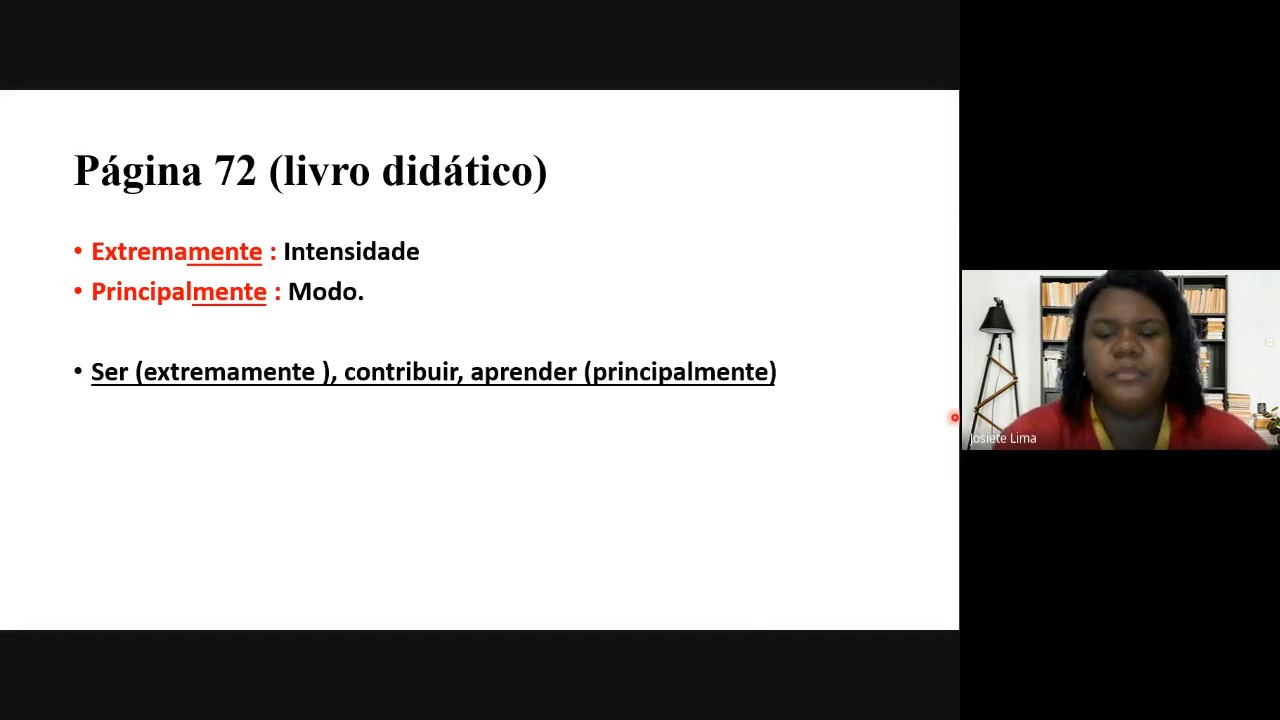 Página 72 (livro didático)
• Extremamente : Intensidade
• Principalmente : Modo.
• Ser (extremamente ), contribuir, aprender (principalmente)
Josiete Lima